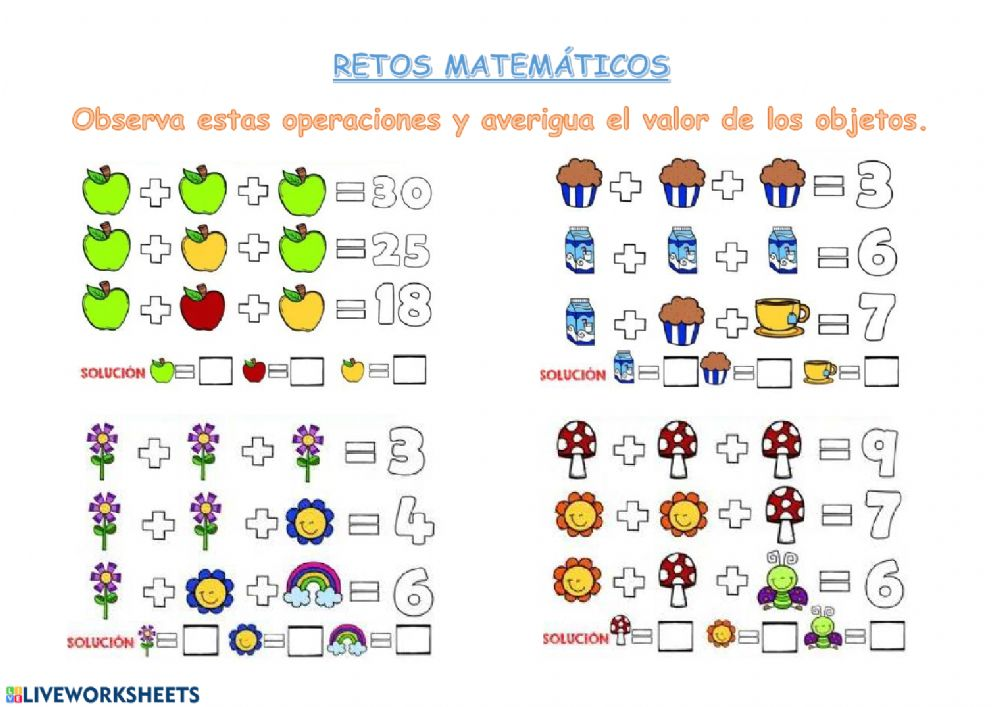 RETOS MATEMÁTICOS
Observa estas operaciones y averigua el valor de los objetos.
+ + = 30
+ + = 25
+ + = 18
SOLUCIÓN = = =
+ + = 3
+ + = 6
+ + = 7
SOLUCIÓN = = =
+ + = 3
+ + = 4
+ + = 6
SOLUCIÓN = = =
+ + = 9
+ + = 7
+ + = 6
SOLUCIÓN = = =
LIVEWORKSHEETS